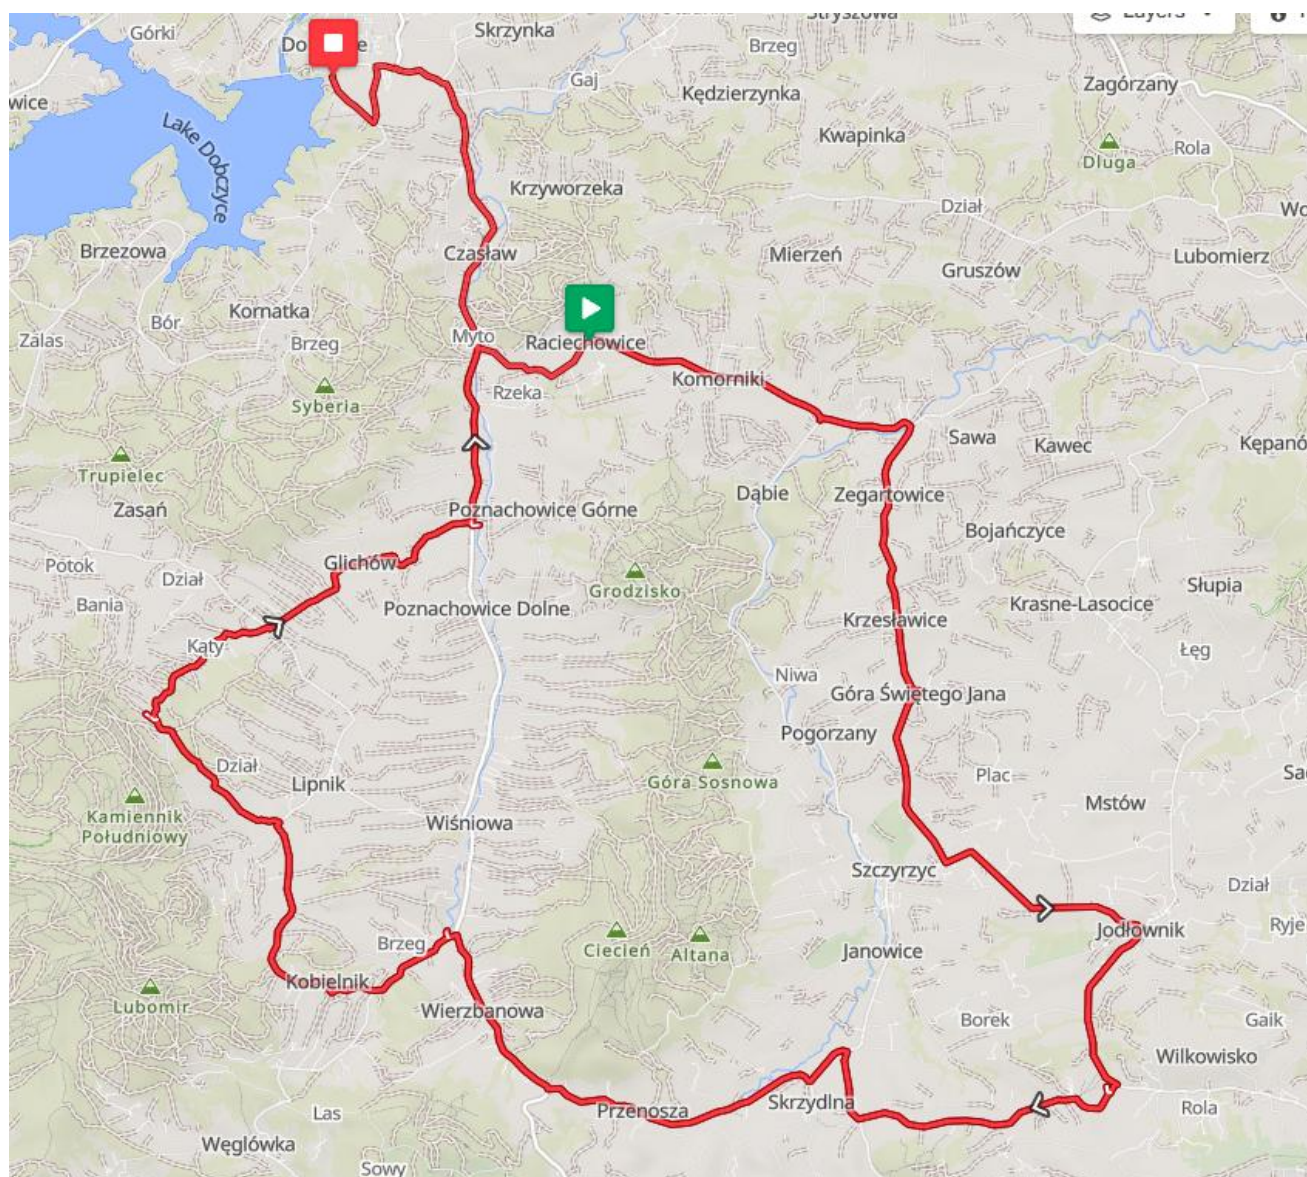 Górki
Skrzynka
Brzeg
Gaj
Kędzierzynka
Zagórzany
wice
Lake Dobczyce
Kwapinka
Rola
Dluga
Krzyworzeka
Dział
Brzezowa
Czasław
Mierzeń
Lubomierz
Gruszów
Kornatka
Bór
Zalas
Brzeg
Myto
Raciechowice
Komorniki
Rzeka
Syberia
Sawa
Kawec
Trupielec
Zasań
Dąbie
Zegartowice
Poznachowice Górne
Bojańczyce
Glichów
Potok
Dział
Słupia
Grodzisko
Bania
Poznachowice Dolne
Krasne-Lasocice
Krzesławice
Kąty
Łęg
Niwa
Góra Świętego Jana
Pogorzany
Dział
Plac
Lipnik
Góra Sosnowa
Mstów
Kamiennik
Południowy
Wiśniowa
Szczyrzyc
Dział
Jodłownik
Brzeg
Ciecień
Altana
Janowice
Kobielnik
Lubomir
Wierzbanowa
Borek
Gaik
Wilkowisko
Skrzydlna
Las
Przenosza
Rola
Węglówka
Sowy